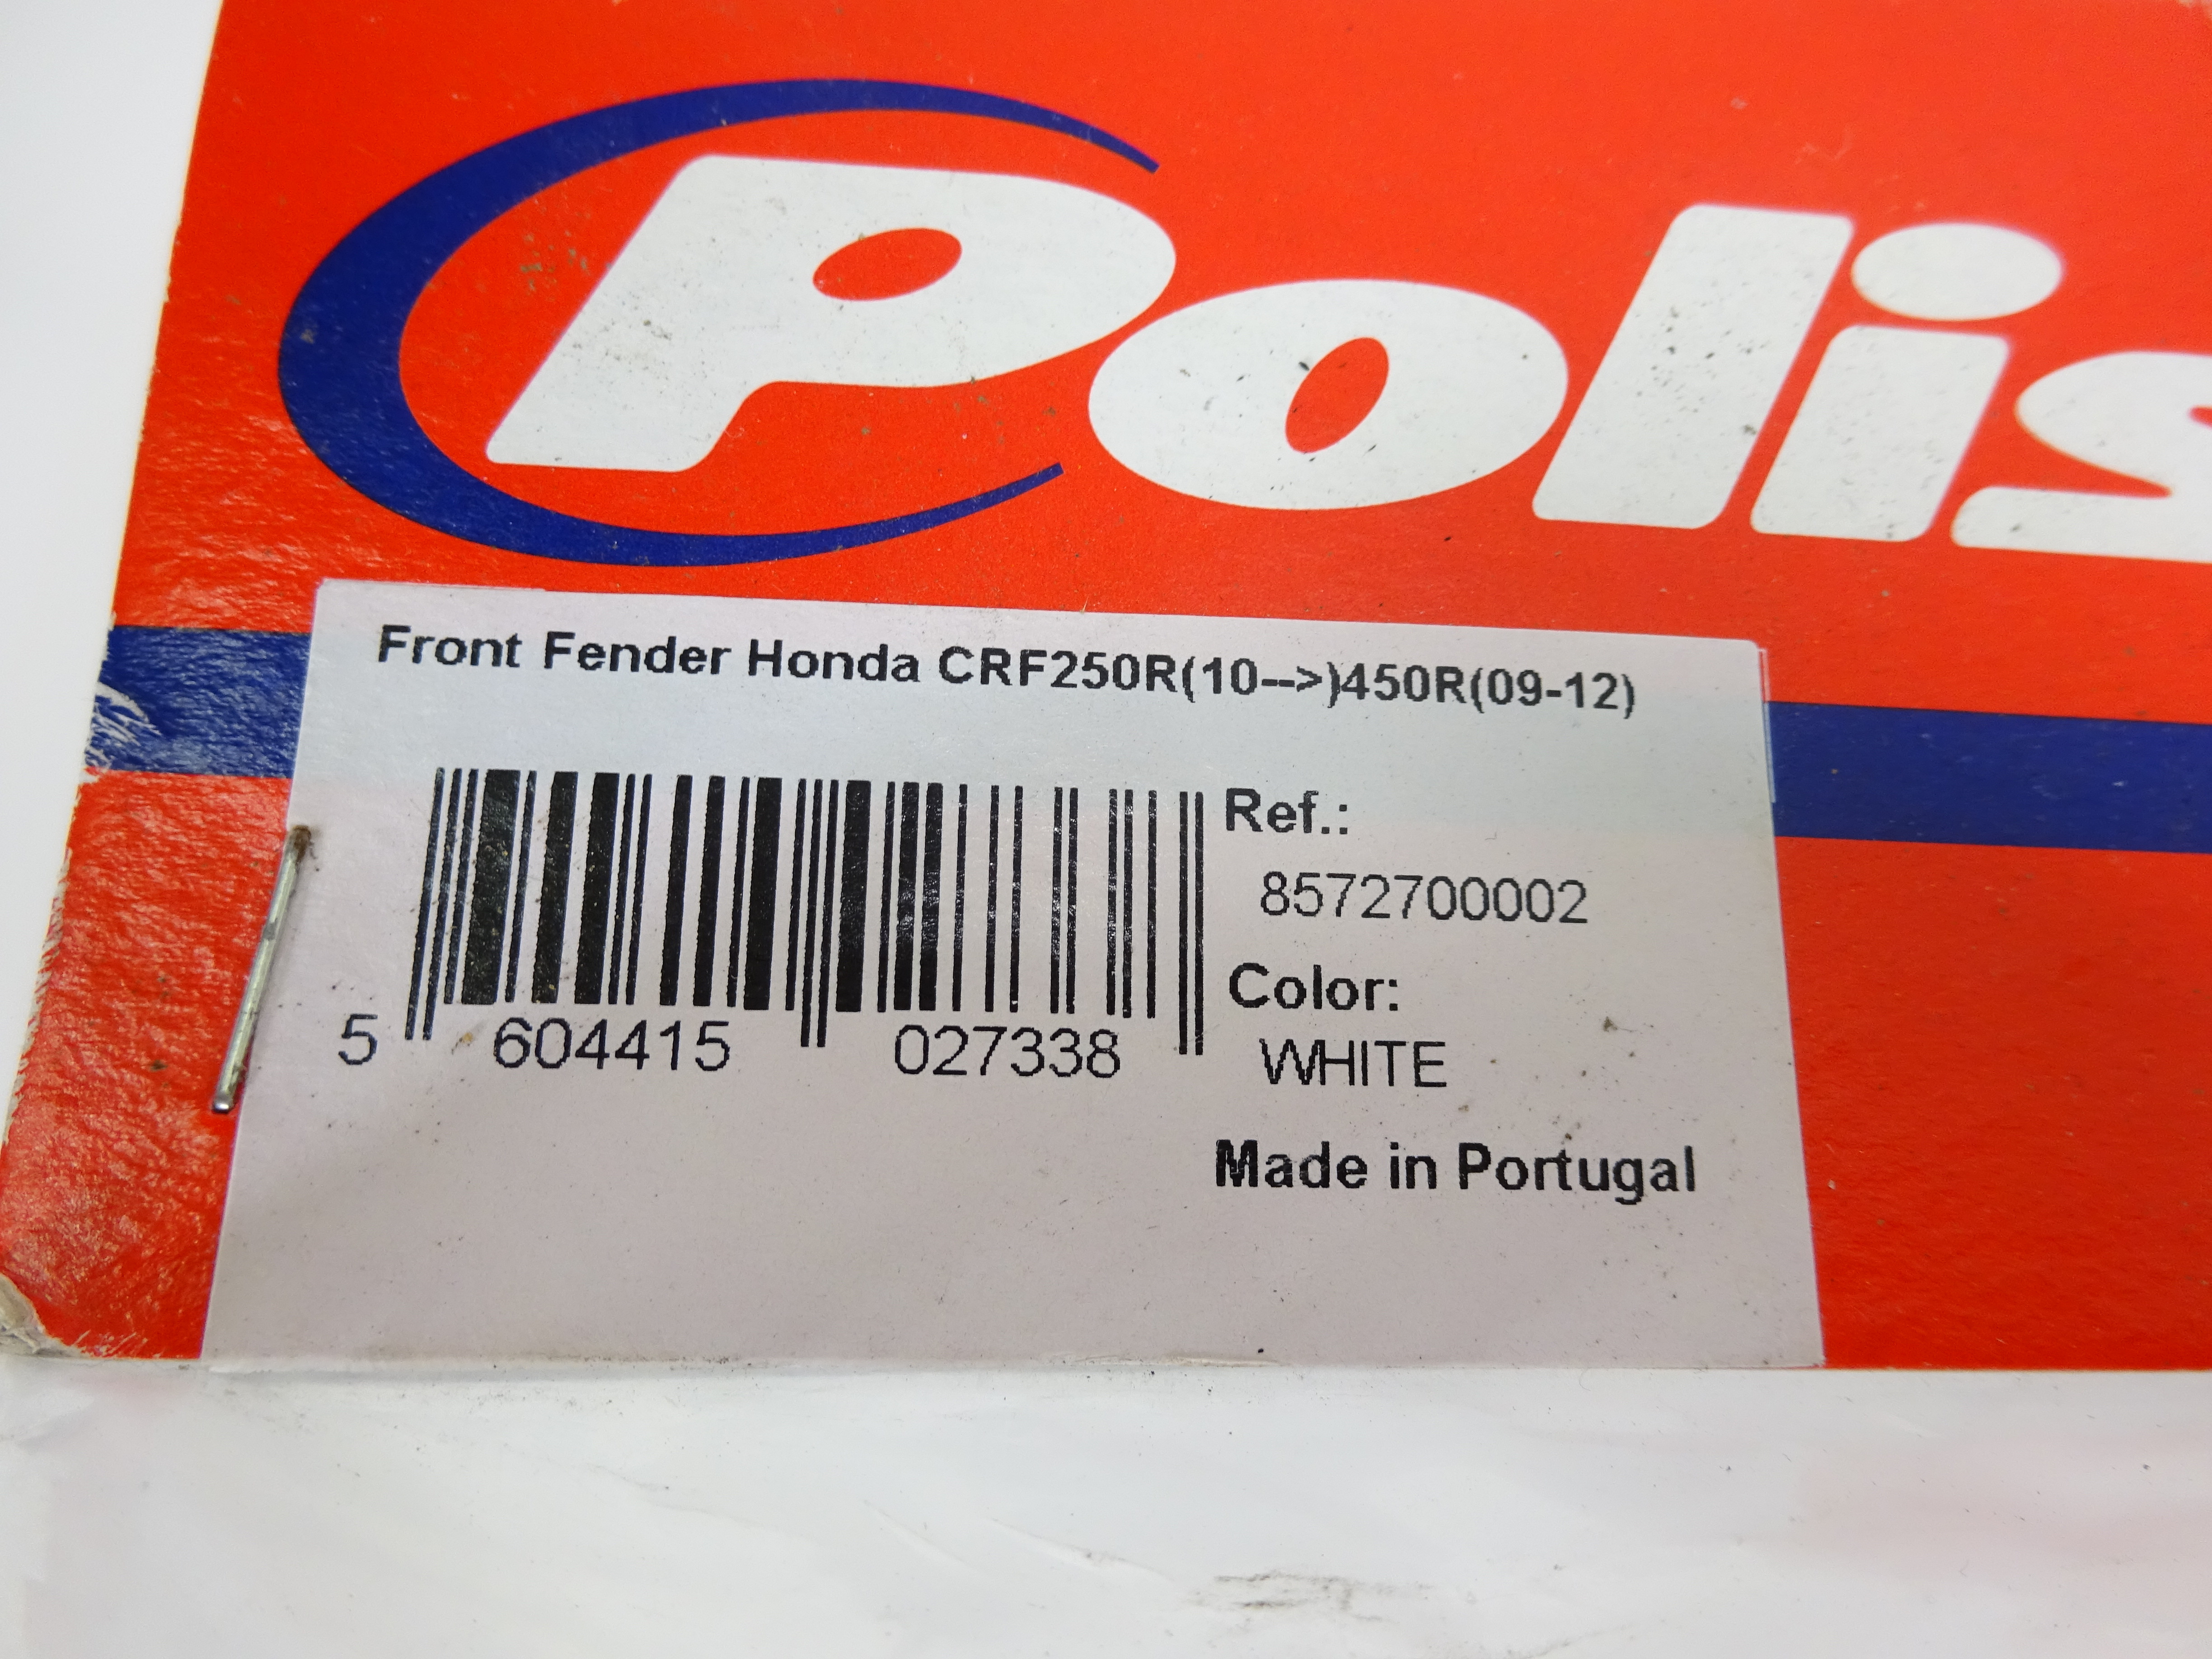 Polis
Front Fender Honda CRF250R(10-->)450R(09-12)
Ref.:
8572700002
Color:
WHITE
5 604415 027338
Made in Portugal